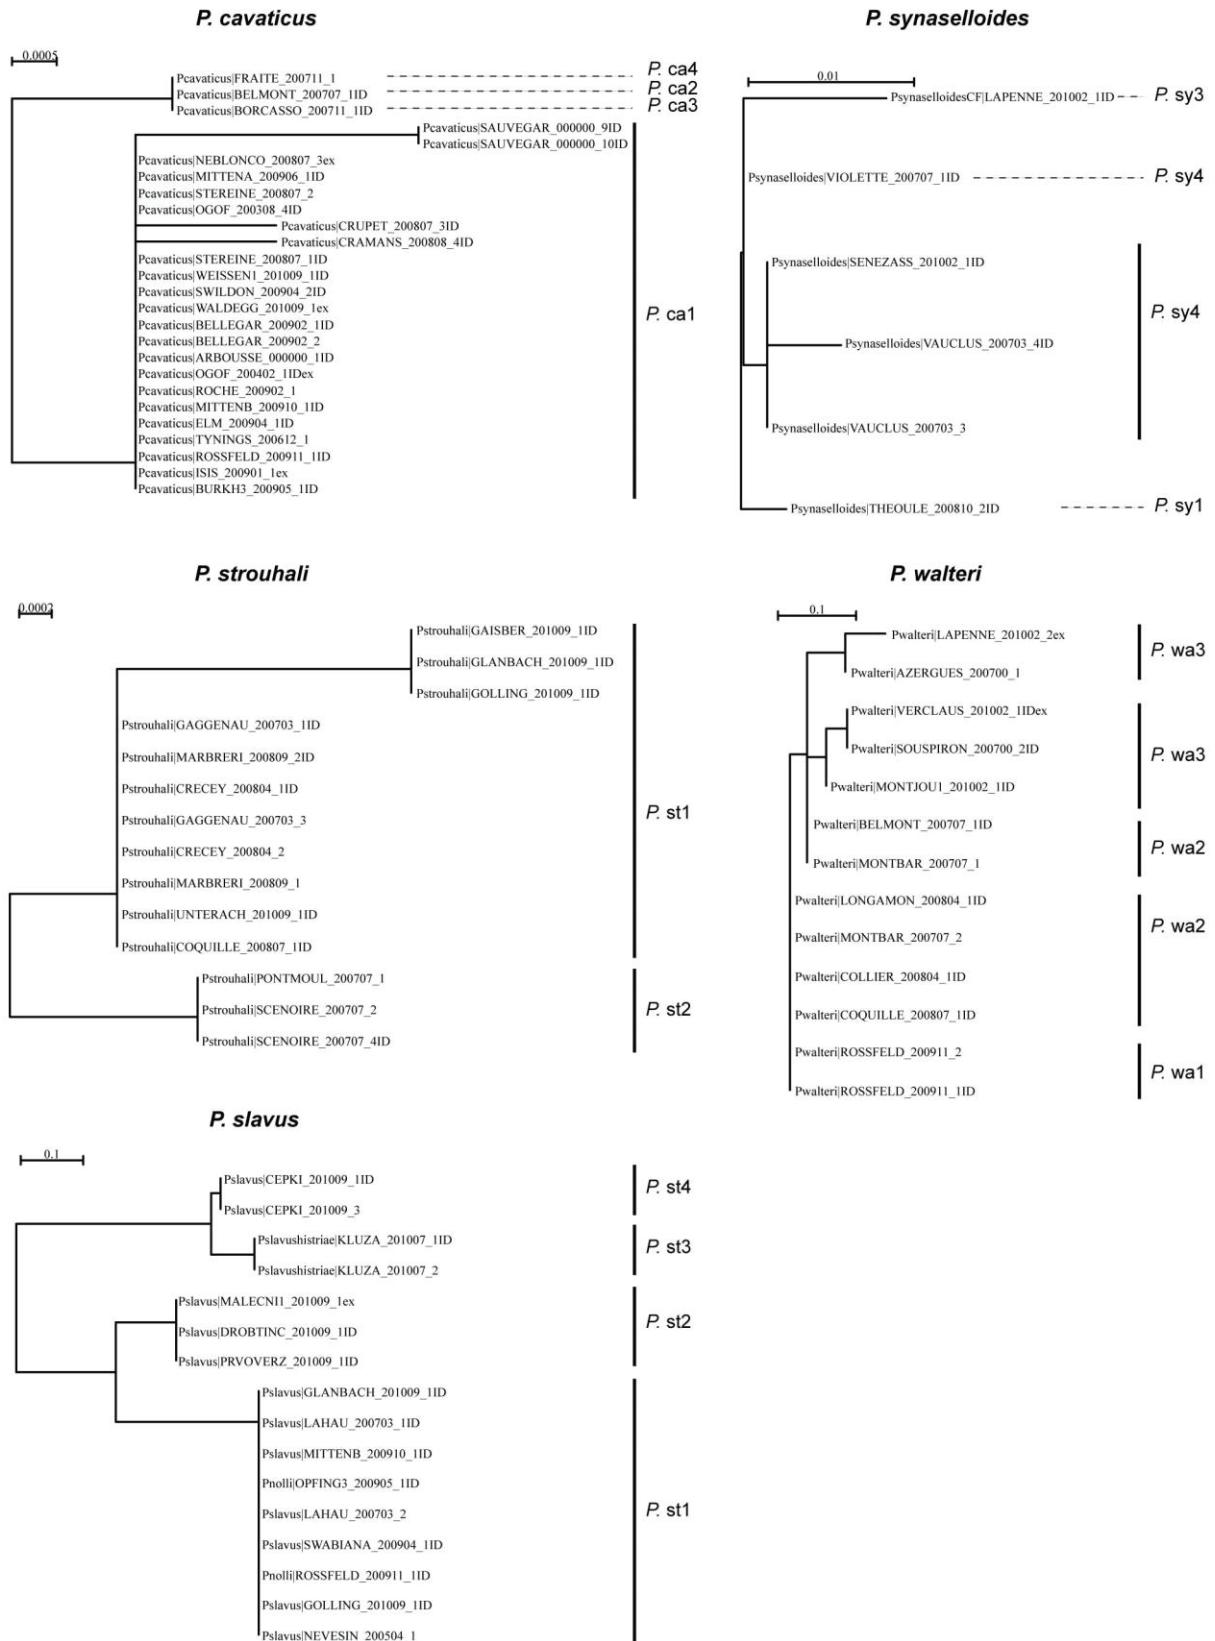 P. cavaticus
0.0005
Pcavaticus|FRAITE_200711_1
P. ca4
Pcavaticus|BELMONT_200707_1ID
P. ca2
Pcavaticus|BORCASSO_200711_1ID
P. ca3
Pcavaticus|SAUVEGAR_000000_9ID
Pcavaticus|SAUVEGAR_000000_10ID
Pcavaticus|NEBLONCO_200807_3ex
Pcavaticus|MITTENA_200906_1ID
Pcavaticus|STEREINE_200807_2
Pcavaticus|OGOF_200308_4ID
Pcavaticus|CRUPET_200807_3ID
Pcavaticus|CRAMANS_200808_4ID
Pcavaticus|STEREINE_200807_1ID
Pcavaticus|WEISSEN1_201009_1ID
Pcavaticus|SWILDON_200904_2ID
Pcavaticus|WALDEGG_201009_1ex
P. ca1
Pcavaticus|BELLEGAR_200902_1ID
Pcavaticus|BELLEGAR_200902_2
Pcavaticus|ARBOUSSE_000000_1ID
Pcavaticus|OGOF_200402_1IDex
Pcavaticus|ROCHE_200902_1
Pcavaticus|MITTENB_200910_1ID
Pcavaticus|ELM_200904_1ID
Pcavaticus|TYNINGS_200612_1
Pcavaticus|ROSSFELD_200911_1ID
Pcavaticus|ISIS_200901_1ex
Pcavaticus|BURKH3_200905_1ID
P. synaselloides
0.01
PsynaselloidesCF|LAPENNE_201002_1ID
P. sy3
Psynaselloides|VIOLETTE_200707_1ID
P. sy4
Psynaselloides|SENEZASS_201002_1ID
P. sy4
Psynaselloides|VAUCLUS_200703_4ID
Psynaselloides|VAUCLUS_200703_3
Psynaselloides|THEOULE_200810_2ID
P. sy1
P. strouhali
0.0002
Pstrouhali|GAISBER_201009_1ID
Pstrouhali|GLANBACH_201009_1ID
Pstrouhali|GOLLING_201009_1ID
Pstrouhali|GAGGENAU_200703_1ID
Pstrouhali|MARBRERI_200809_2ID
Pstrouhali|CRECEY_200804_1ID
P. st1
Pstrouhali|GAGGENAU_200703_3
Pstrouhali|CRECEY_200804_2
Pstrouhali|MARBRERI_200809_1
Pstrouhali|UNTERACH_201009_1ID
Pstrouhali|COQUILLE_200807_1ID
Pstrouhali|PONTMOUL_200707_1
Pstrouhali|SCENOIRE_200707_2
P. st2
Pstrouhali|SCENOIRE_200707_4ID
P. walteri
0.1
Pwalteri|LAPENNE_201002_2ex
P. wa3
Pwalteri|AZERGUES_200700_1
Pwalteri|VERCLAUS_201002_1IDex
Pwalteri|SOUSPIRON_200700_2ID
P. wa3
Pwalteri|MONTJOU1_201002_1ID
Pwalteri|BELMONT_200707_1ID
P. wa2
Pwalteri|MONTBAR_200707_1
Pwalteri|LONGAMON_200804_1ID
P. wa2
Pwalteri|MONTBAR_200707_2
Pwalteri|COLLIER_200804_1ID
Pwalteri|COQUILLE_200807_1ID
Pwalteri|ROSSFELD_200911_2
P. wa1
Pwalteri|ROSSFELD_200911_1ID
P. slavus
0.1
Pslavus|CEPKI_201009_1ID
P. st4
Pslavus|CEPKI_201009_3
Pslavushistriae|KLUZA_201007_1ID
P. st3
Pslavushistriae|KLUZA_201007_2
Pslavus|MALECNI1_201009_1ex
P. st2
Pslavus|DROBTINC_201009_1ID
Pslavus|PRVOVERZ_201009_1ID
Pslavus|GLANBACH_201009_1ID
Pslavus|LAHAU_200703_1ID
Pslavus|MITTENB_200910_1ID
Pnolli|OPFING3_200905_1ID
P. st1
Pslavus|LAHAU_200703_2
Pslavus|SWABIANA_200904_1ID
Pnolli|ROSSFELD_200911_1ID
Pslavus|GOLLING_201009_1ID
Pslavus|NEVESIN_200504_1